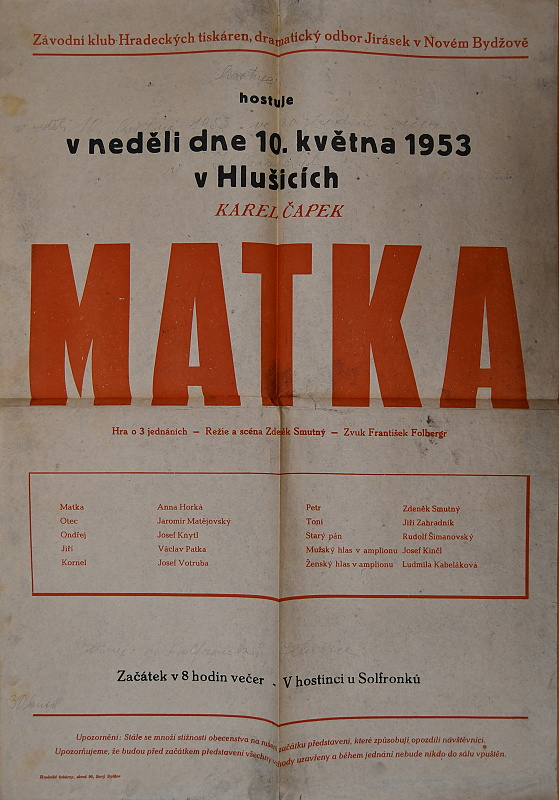 Závodní klub Hradeckých tiskáren, dramatický odbor Jirásek v Novém Bydžově
hostuje
v neděli dne 10. května 1953
v Hlušicích
KAREL ČAPEK
MATKA
Hra o 3 jednáních — Režie a scéna Zdeněk Smutný — Zvuk František Folbergr
Matka Anna Horká
Otec Jaromír Matějovský
Ondřej Josef Knytl
Jiří Václav Patka
Kornel Josef Votruba
Petr Zdeněk Smutný
Toni Jiří Zahradník
Starý pán Rudolf Šimanovský
Mužský hlas v amplionu Josef Kinčl
Ženský hlas v amplionu Ludmila Kabeláková
Začátek v 8 hodin večer . V hostinci u Solfronků
Upozornění: Stále se množí stížnosti obecenstva na rušení začátku představení, které způsobují opozdilí návštěvníci.
Upozorňujeme, že budou před začátkem představení všechny vchody uzavřeny a během jednání nebude nikdo do sálu vpuštěn.
Hradecké tiskárny, Nový Bydžov